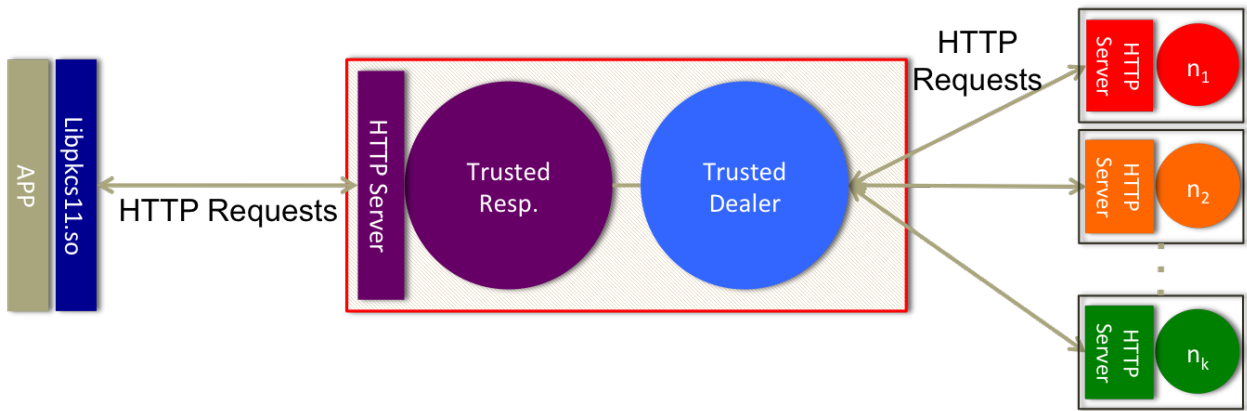 APP
Libpkcs11.so
HTTP Requests
HTTP Server
Trusted
Resp.
Trusted
Dealer
HTTP
Requests
HTTP
Server
n1
HTTP
Server
n2
HTTP
Server
nk